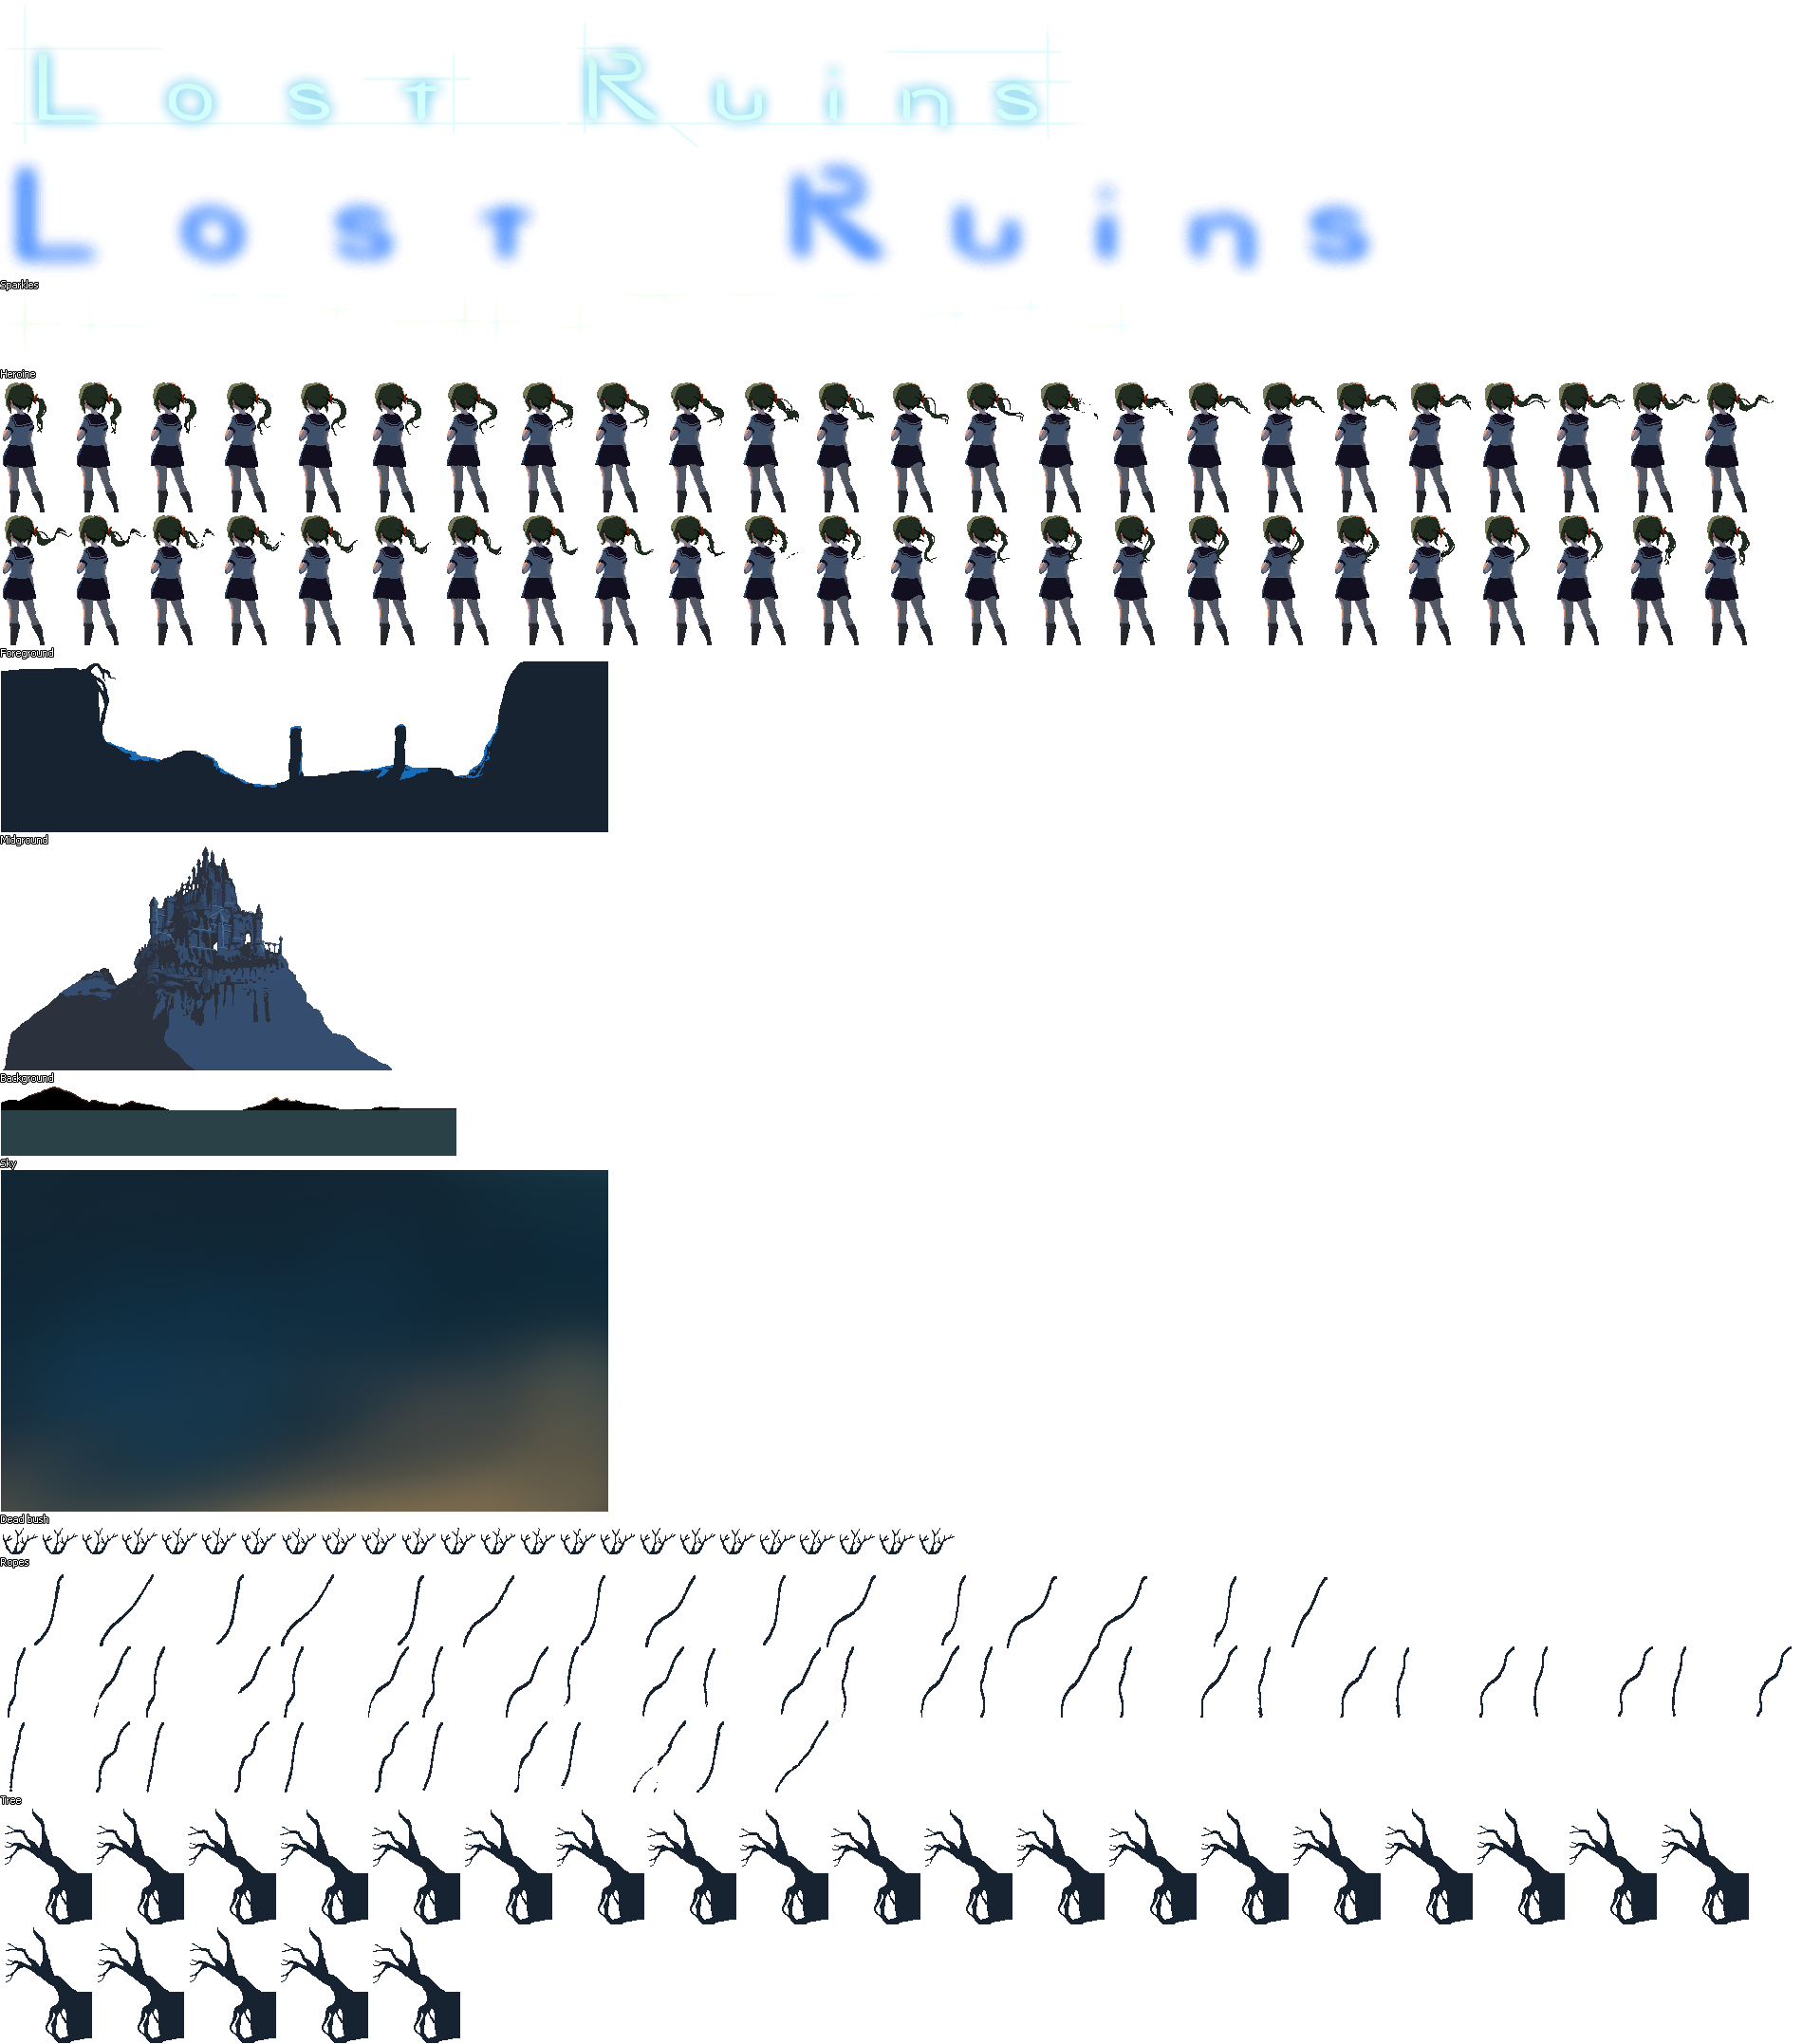 Lost Ruins
Lost Ruins
Sparkles
Heroine
Foreground
Midground
Background
Sky
Dead bush
Ropes
Tree